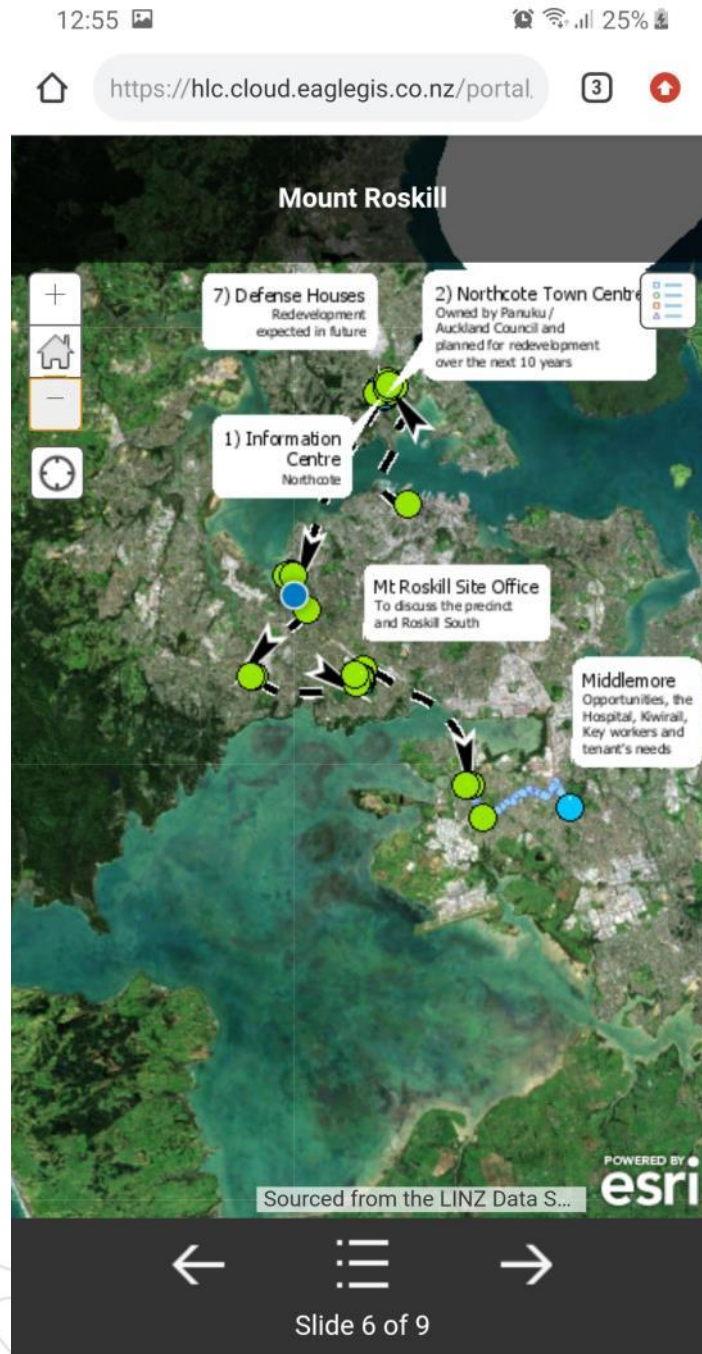 12:55
25%
https://hlc.cloud.eaglegis.co.nz/portal
3
Mount Roskill
7) Defense Houses
Redevelopment
expected in future
2) Northcote Town Centre
Owned by Panuku /
Auckland Council and
planned for redevelopment
over the next 10 years
1) Information
Centre
Northcote
Mt Roskill Site Office
To discuss the precinct
and Roskill South
Middlemore
Opportunities, the
Hospital, Kiwirail,
Key workers and
tenant's needs
POWERED BY
esri
Sourced from the LINZ Data S...
Slide 6 of 9